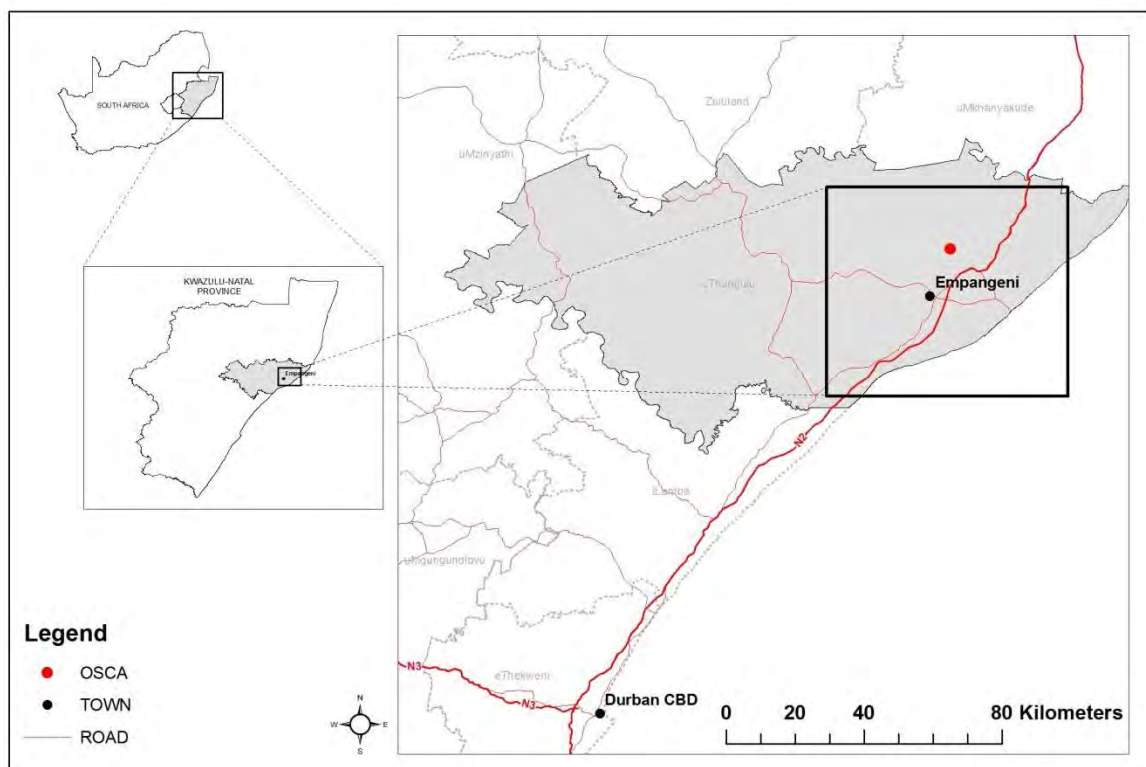 SOUTH AFRICA
KWAZULU-NATAL
PROVINCE
Empangeni
Zululand
uMkhanyakude
uMzinyathi
uThungulu
Empangeni
N2
iLembe
uMgungundlovu
eThekwini
N3
N3
Durban CBD
Legend
OSCA
TOWN
ROAD
N
W
E
S
0 20 40 80 Kilometers